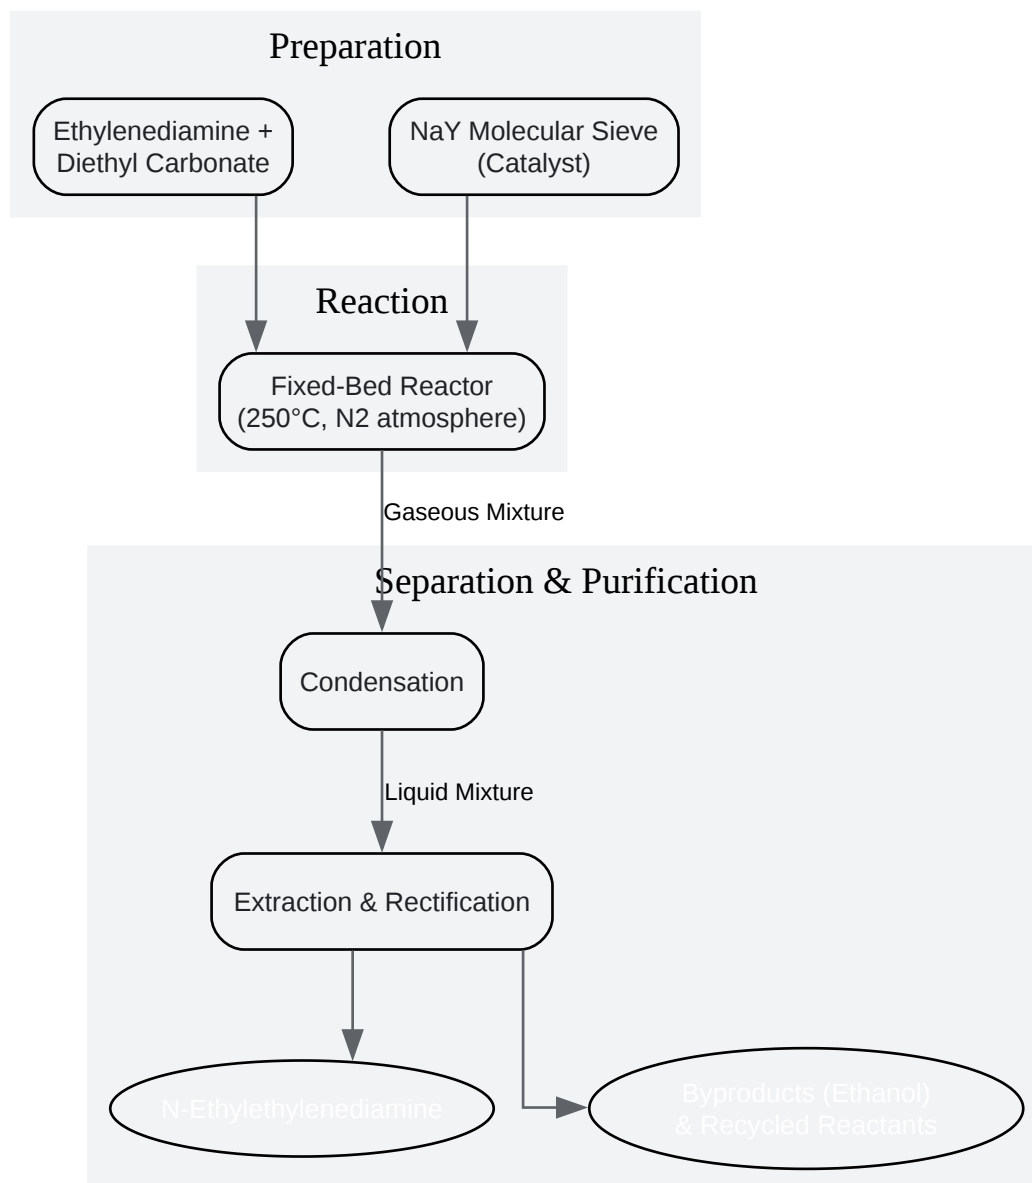 Preparation
Ethylenediamine +
Diethyl Carbonate
NaY Molecular Sieve
(Catalyst)
Reaction
Fixed-Bed Reactor
(250°C, N2 atmosphere)
Gaseous Mixture
Separation & Purification
Condensation
Liquid Mixture
Extraction & Rectification
N-Ethylethylenediamine
Byproducts (Ethanol)
& Recycled Reactants